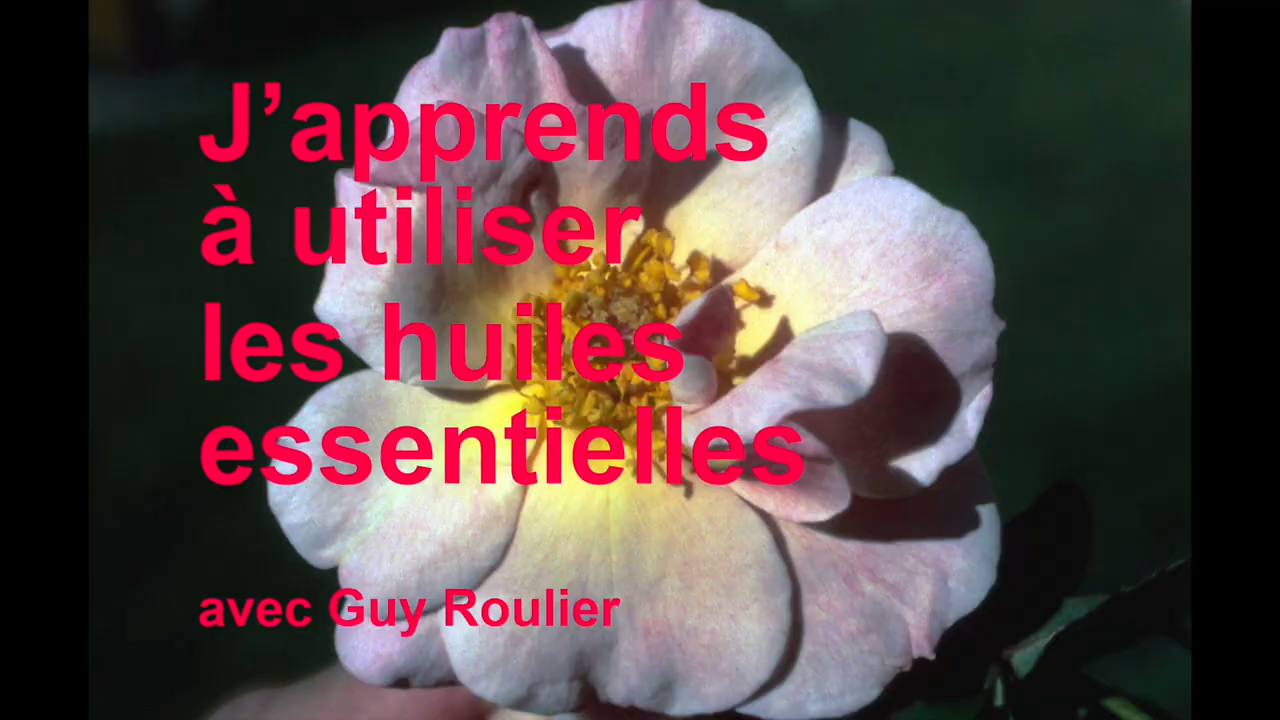 J’apprends
à utiliser
les huiles
essentielles
avec Guy Roulier